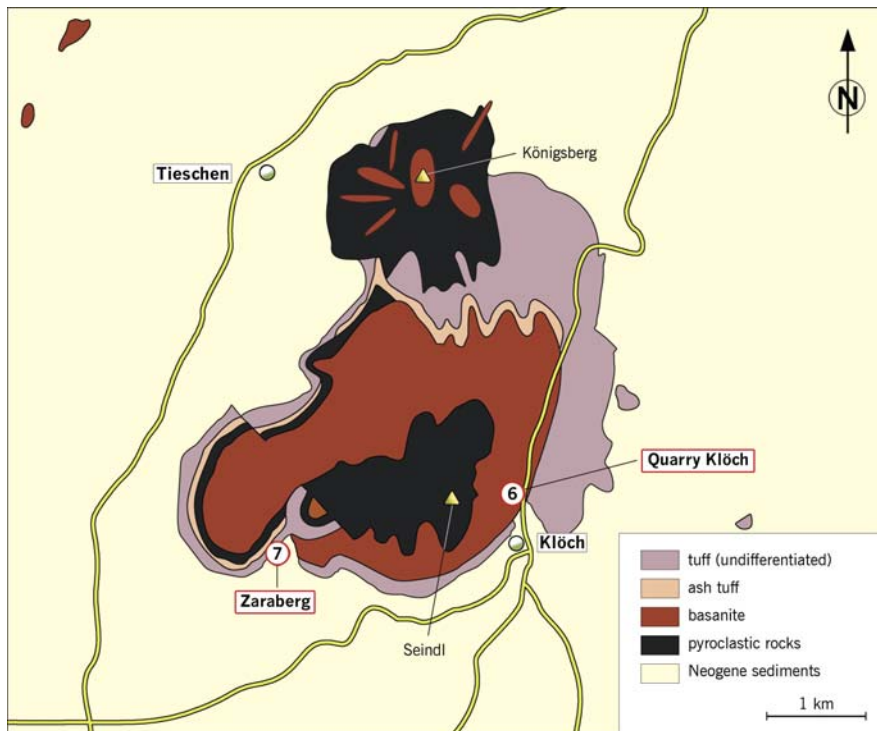 N
Königsberg
Tieschen
Quarry Klöch
6
Klöch
7
Zaraberg
Seindl
tuff (undifferentiated)
ash tuff
basanite
pyroclastic rocks
Neogene sediments
1 km